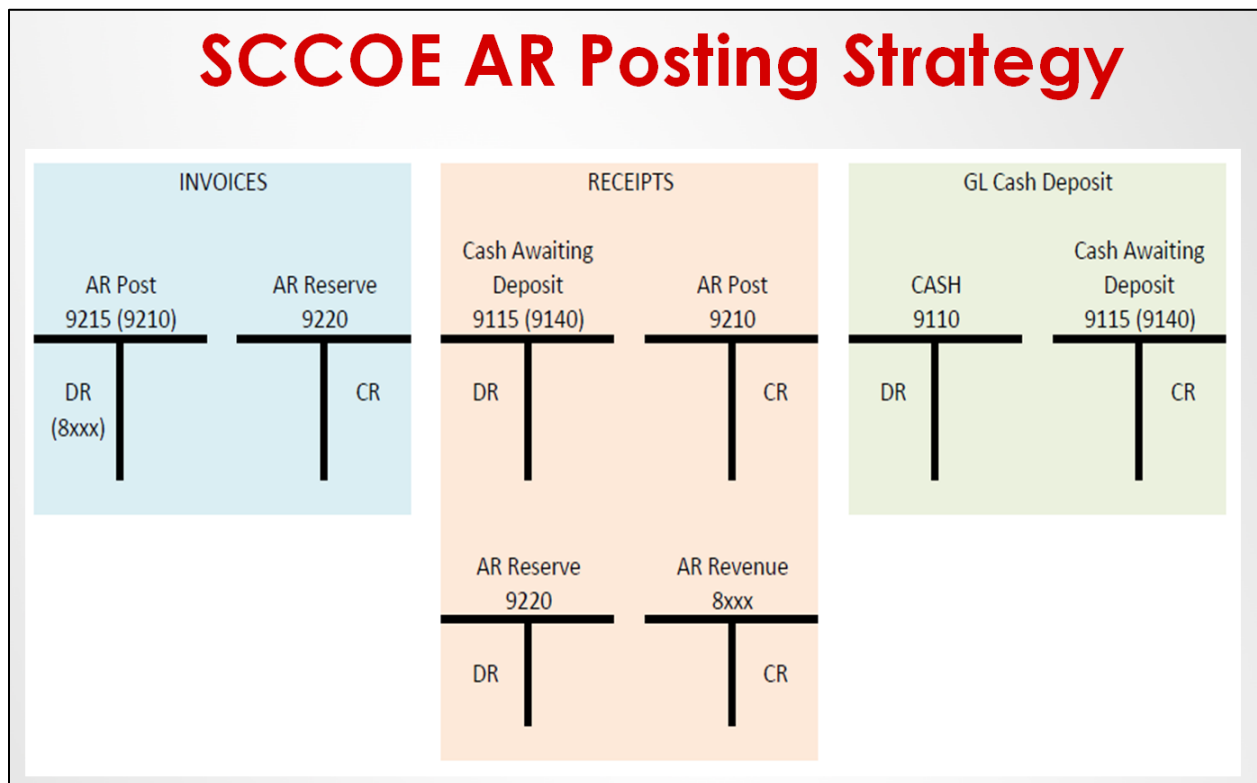 SCCOE AR Posting Strategy
INVOICES
AR Post
9215 (9210)
DR
(8xxx)
AR Reserve
9220
CR
RECEIPTS
Cash Awaiting
Deposit
9115 (9140)
DR
AR Post
9210
CR
AR Reserve
9220
DR
AR Revenue
8xxx
CR
GL Cash Deposit
CASH
9110
DR
Cash Awaiting
Deposit
9115 (9140)
CR